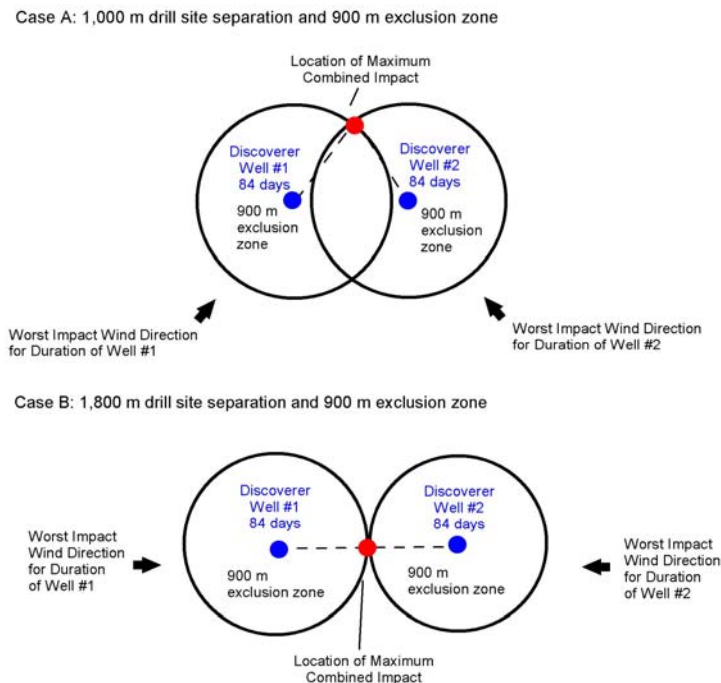 Case A: 1,000 m drill site separation and 900 m exclusion zone
Location of Maximum
Combined Impact
Discoverer
Well #1
84 days
900 m
exclusion
zone
Discoverer
Well #2
84 days
900 m
exclusion
zone
Worst Impact Wind Direction
for Duration of Well #1
Worst Impact Wind Direction
for Duration of Well #2
Case B: 1,800 m drill site separation and 900 m exclusion zone
Discoverer
Well #1
84 days
900 m
exclusion zone
Discoverer
Well #2
84 days
900 m
exclusion zone
Worst Impact
Wind Direction
for Duration
of Well #1
Worst Impact
Wind Direction
for Duration
of Well #2
Location of Maximum
Combined Impact